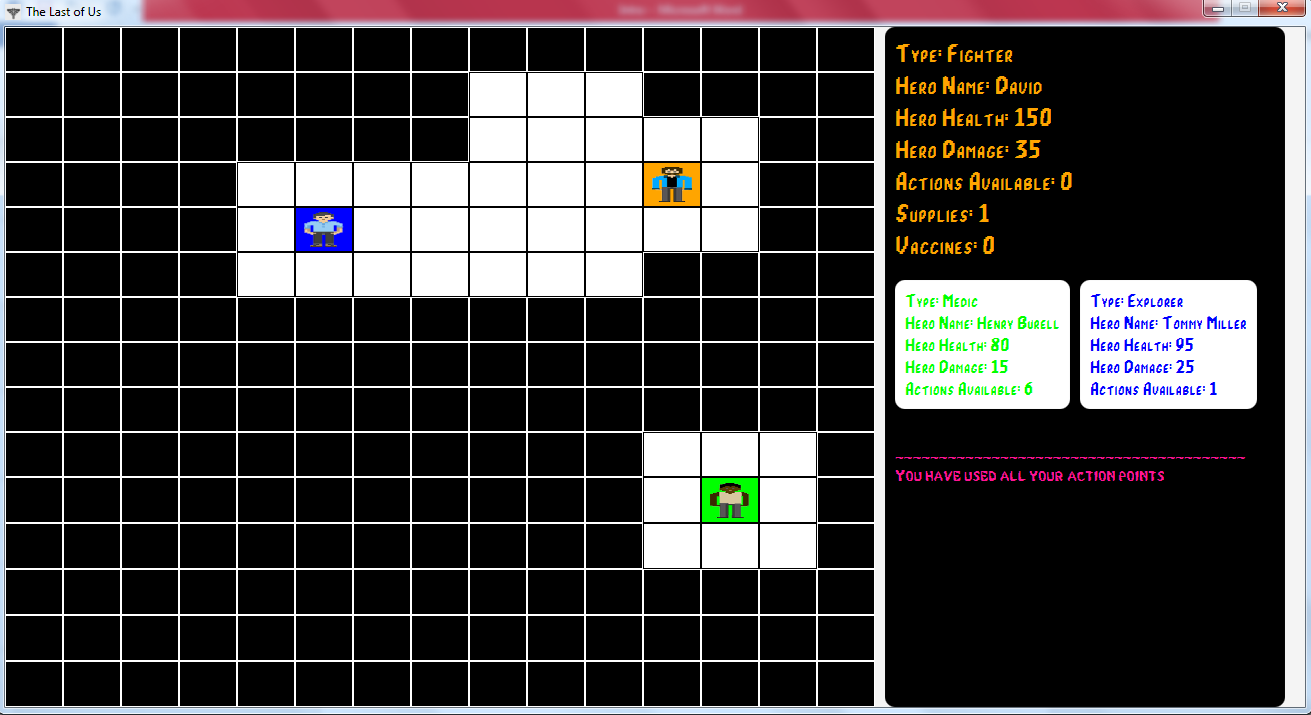 The Last of Us
Type: Fighter
Hero Name: David
Hero Health: 150
Hero Damage: 35
Actions Available: 0
Supplies: 1
Vaccines: 0
Type: Medic
Hero Name: Henry Burell
Hero Health: 80
Hero Damage: 15
Actions Available: 6
Type: Explorer
Hero Name: Tommy Miller
Hero Health: 95
Hero Damage: 25
Actions Available: 1
~~~~~~~~~~~~~~~~~~~~~~~~~~~~~~~~~~~~~~~
You have used all your action points